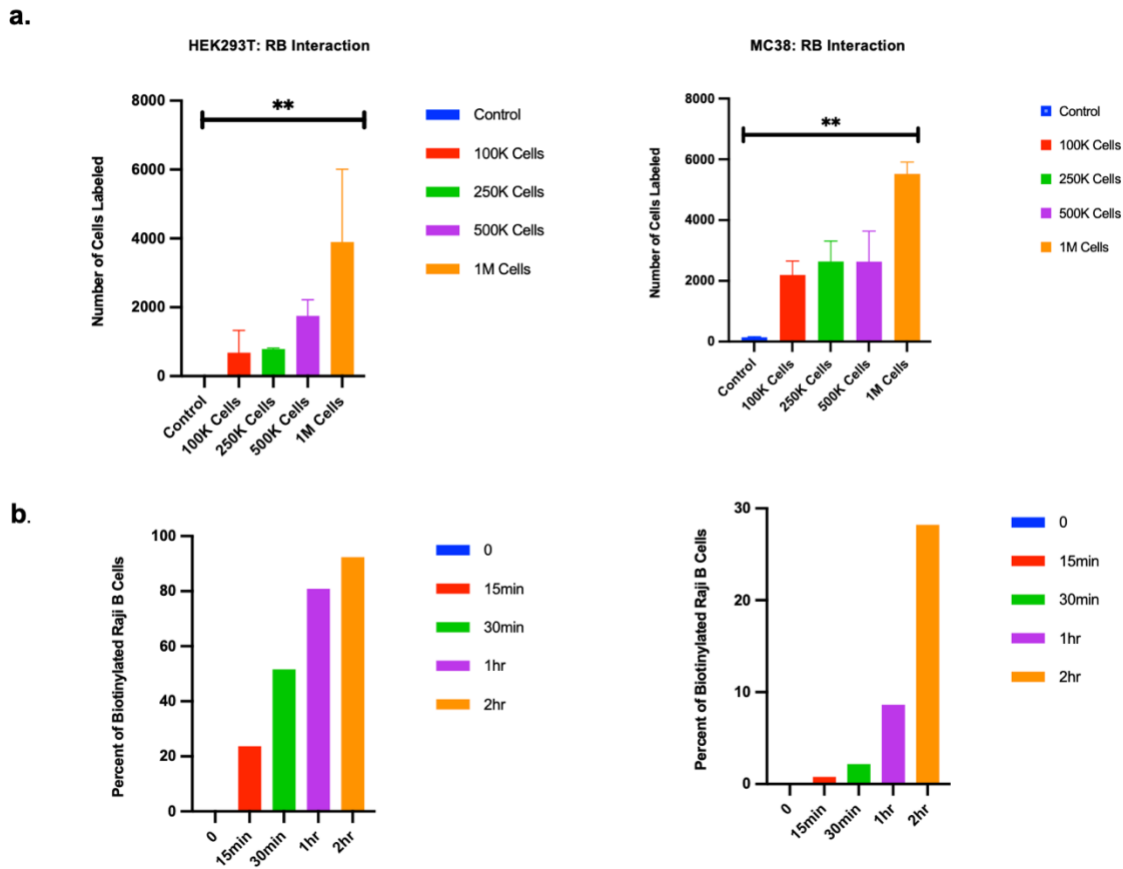 a.
HEK293T: RB Interaction
Number of Cells Labeled
8000
6000
4000
2000
0
**
Control
100K Cells
250K Cells
500K Cells
1M Cells
Control
100K Cells
250K Cells
500K Cells
1M Cells
MC38: RB Interaction
Number of Cells Labeled
8000
6000
4000
2000
0
**
Control
100K Cells
250K Cells
500K Cells
1M Cells
Control
100K Cells
250K Cells
500K Cells
1M Cells
b.
Percent of Biotinylated Raji B Cells
100
80
60
40
20
0
0
15min
30min
1hr
2hr
0
15min
30min
1hr
2hr
Percent of Biotinylated Raji B Cells
30
20
10
0
0
15min
30min
1hr
2hr
0
15min
30min
1hr
2hr